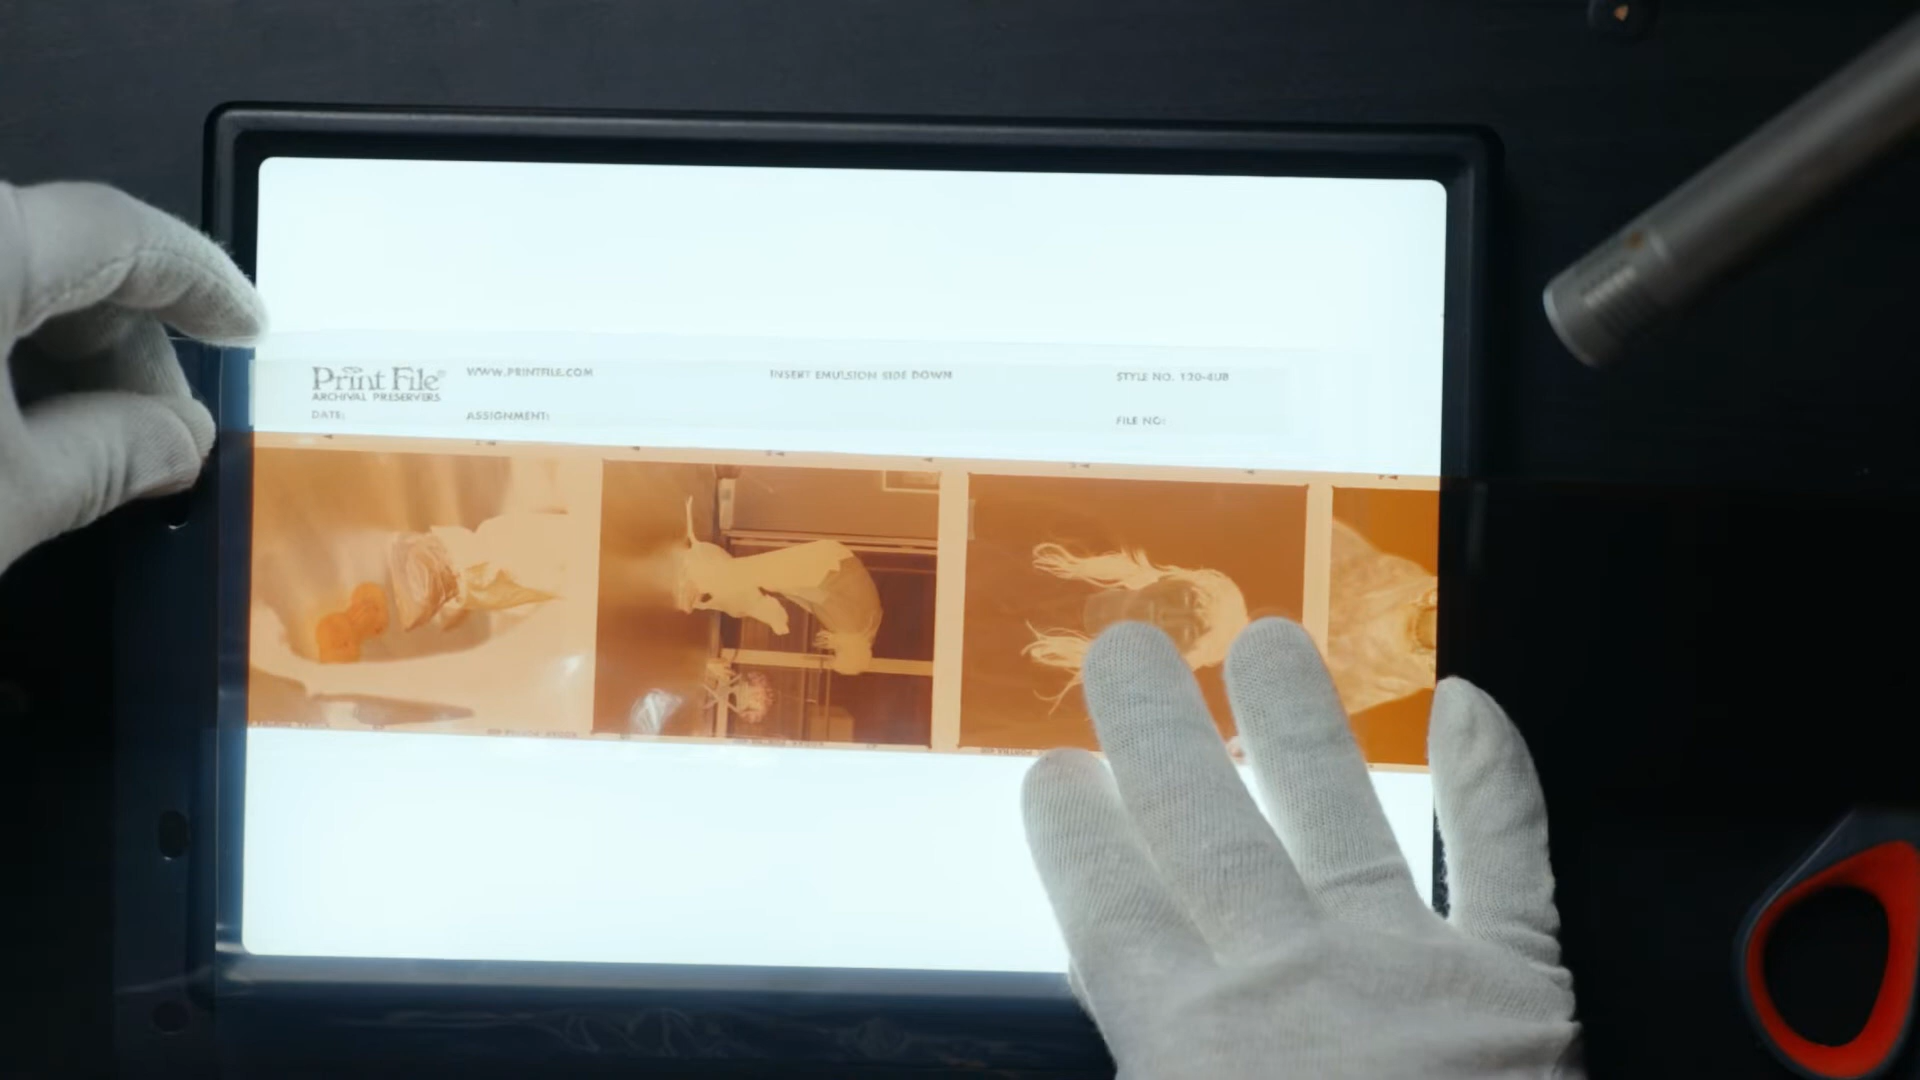 Print File® WWW.PRINTFILE.COM INSERT EMULSION SIDE DOWN STYLE NO. 120-4UB
ARCHIVAL PRESERVERS
DATE: ASSIGNMENT: FILE NO: